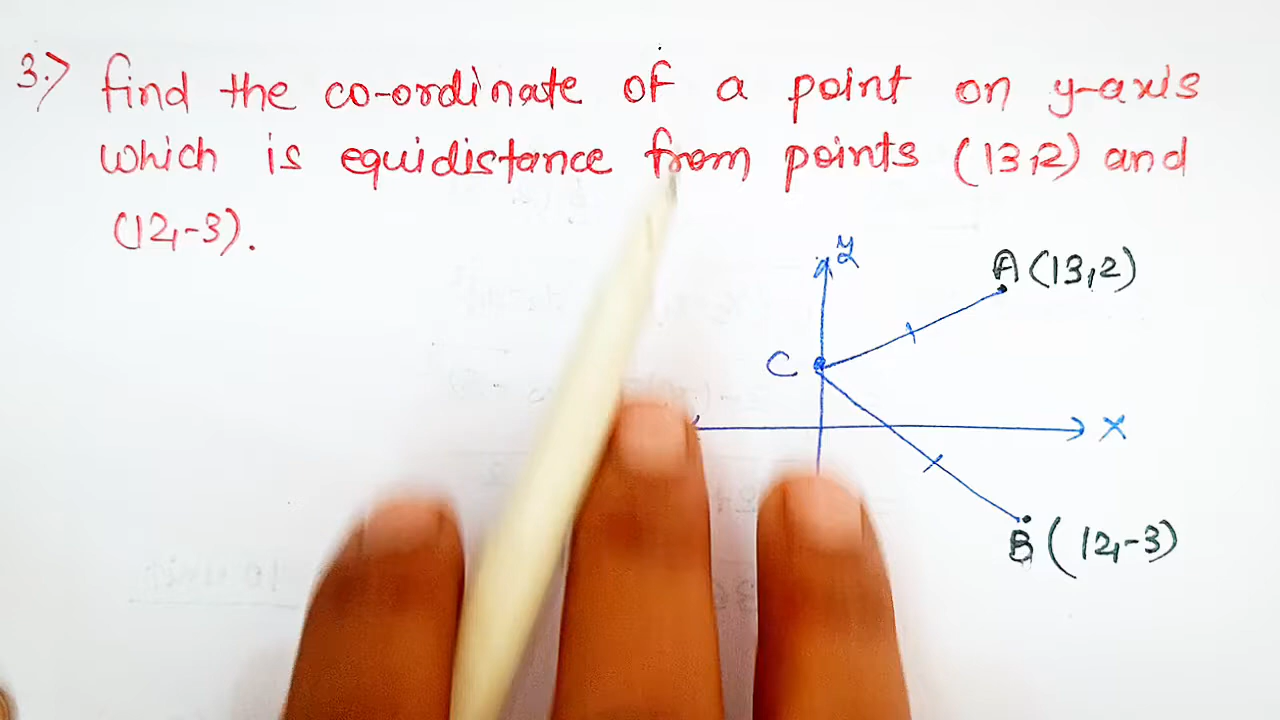 3.) find the co-ordinate of a point on y-axis
which is equidistance from points (13,2) and
(12,-3).
y
A (13,2)
C
X
B (12,-3)